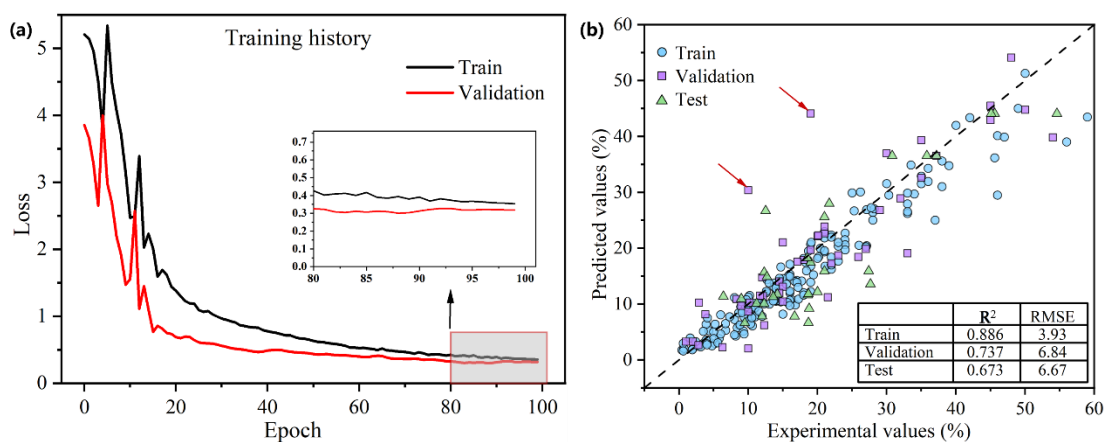 (a)
Training history
Train
Validation
Loss
5
4
3
2
1
0
0
20
40
60
80
100
Epoch
0.7
0.6
0.5
0.4
0.3
0.2
0.1
0.0
80
85
90
95
100
(b)
Train
Validation
Test
Predicted values (%)
60
50
40
30
20
10
0
0
10
20
30
40
50
60
Experimental values (%)
R² RMSE
Train 0.886 3.93
Validation 0.737 6.84
Test 0.673 6.67